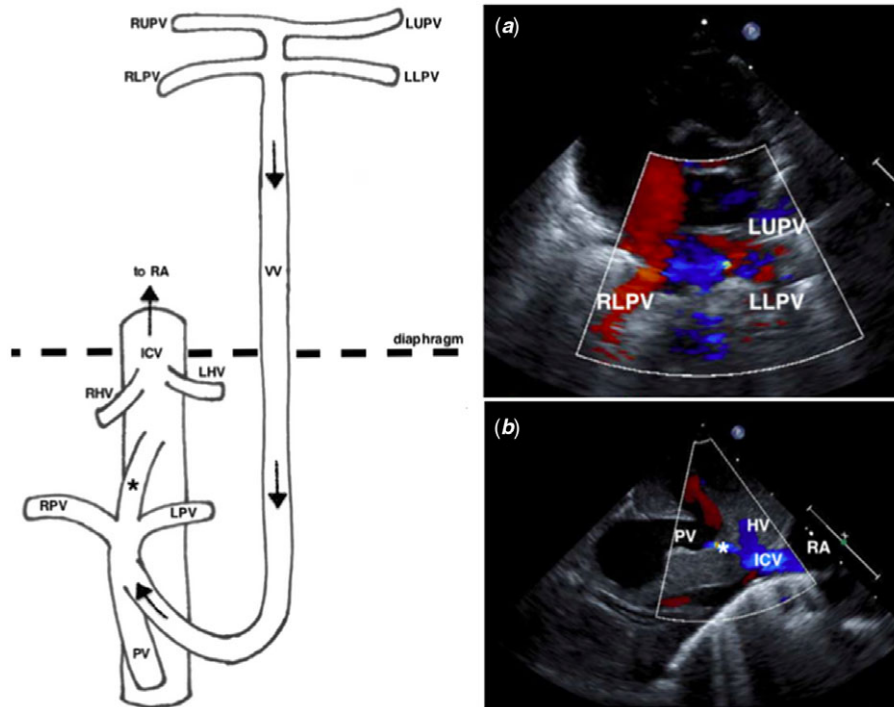 RUPV
LUPV
RLPV
LLPV
VV
to RA
diaphragm
ICV
LHV
RHV
*
RPV
LPV
PV
(a)
LUPV
RLPV
LLPV
(b)
PV
HV
*
ICV
RA